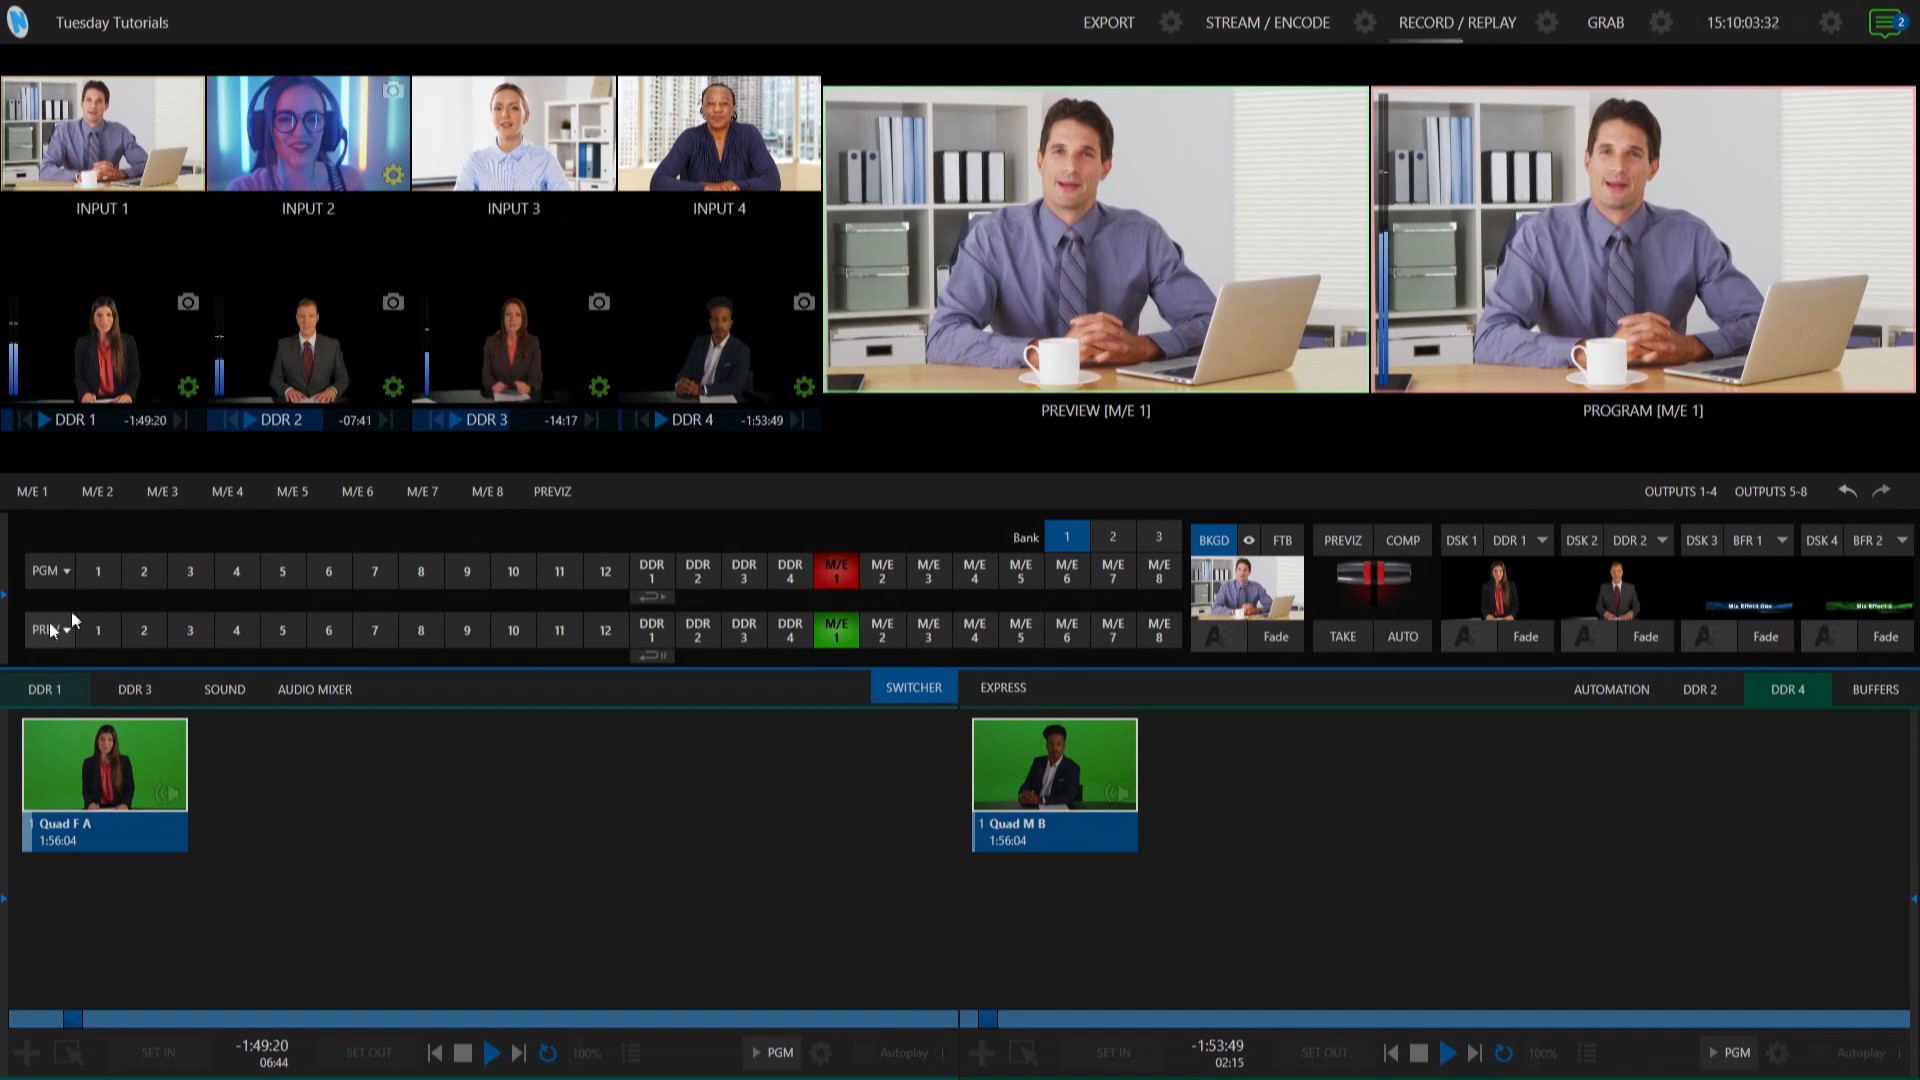 Tuesday Tutorials
EXPORT
STREAM / ENCODE
RECORD / REPLAY
GRAB
15:10:03:32
2
INPUT 1
INPUT 2
INPUT 3
INPUT 4
DDR 1 -1:49:20
DDR 2 -07:41
DDR 3 -14:17
DDR 4 -1:53:49
PREVIEW [M/E 1]
PROGRAM [M/E 1]
M/E 1 M/E 2 M/E 3 M/E 4 M/E 5 M/E 6 M/E 7 M/E 8 PREVIZ
OUTPUTS 1-4 OUTPUTS 5-8
Bank 1 2 3
PGM 1 2 3 4 5 6 7 8 9 10 11 12 DDR 1 DDR 2 DDR 3 DDR 4 M/E 1 M/E 2 M/E 3 M/E 4 M/E 5 M/E 6 M/E 7 M/E 8
1 2 3 4 5 6 7 8 9 10 11 12 DDR 1 DDR 2 DDR 3 DDR 4 M/E 1 M/E 2 M/E 3 M/E 4 M/E 5 M/E 6 M/E 7 M/E 8
BKGD FTB
Fade
PREVIZ COMP
TAKE AUTO
DSK 1 DDR 1
Fade
DSK 2 DDR 2
Fade
DSK 3 BFR 1
Mix Effect One
Fade
DSK 4 BFR 2
Fade
DDR 1 DDR 3 SOUND AUDIO MIXER
SWITCHER EXPRESS
AUTOMATION DDR 2 DDR 4 BUFFERS
1 Quad F A
1:56:04
1 Quad M B
1:56:04
SET IN
-1:49:20
06:44
SET OUT
100%
PGM
Autoplay
SET IN
-1:53:49
02:15
SET OUT
100%
PGM
Autoplay